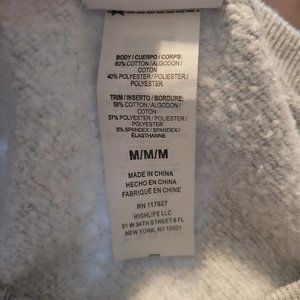 BODY / CUERPO / CORPS:
60% COTTON / ALGODON /
COTON
40% POLYESTER / POLIESTER /
POLYESTER
TRIM / INSERTO / BORDURE:
58% COTTON / ALGODON /
COTON
37% POLYESTER / POLIESTER /
POLYESTER
5% SPANDEX / SPANDEX /
ELASTHANNE
M/M/M
MADE IN CHINA
HECHO EN CHINA
FABRIQUÉ EN CHINE
RN 117927
HIGHLIFE LLC
31 W 34TH STREET 6 FL
NEW YORK, NY 10001